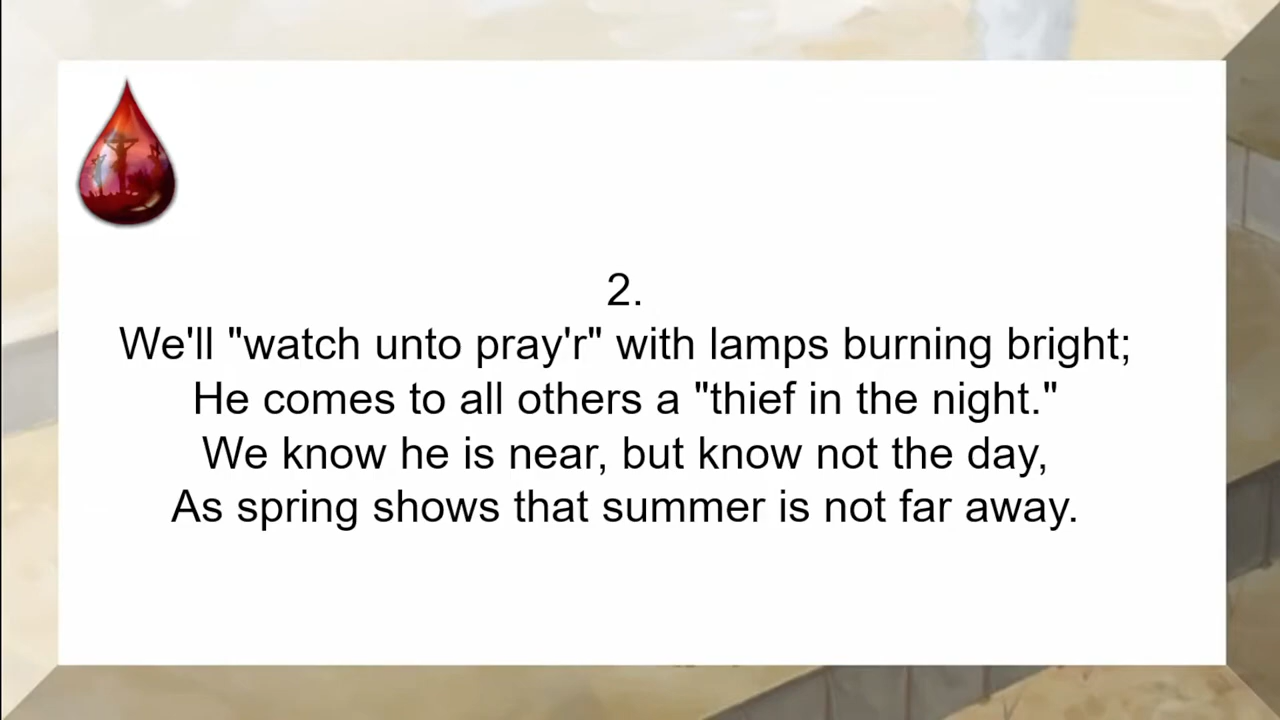 2.
We'll "watch unto pray'r" with lamps burning bright;
He comes to all others a "thief in the night."
We know he is near, but know not the day,
As spring shows that summer is not far away.